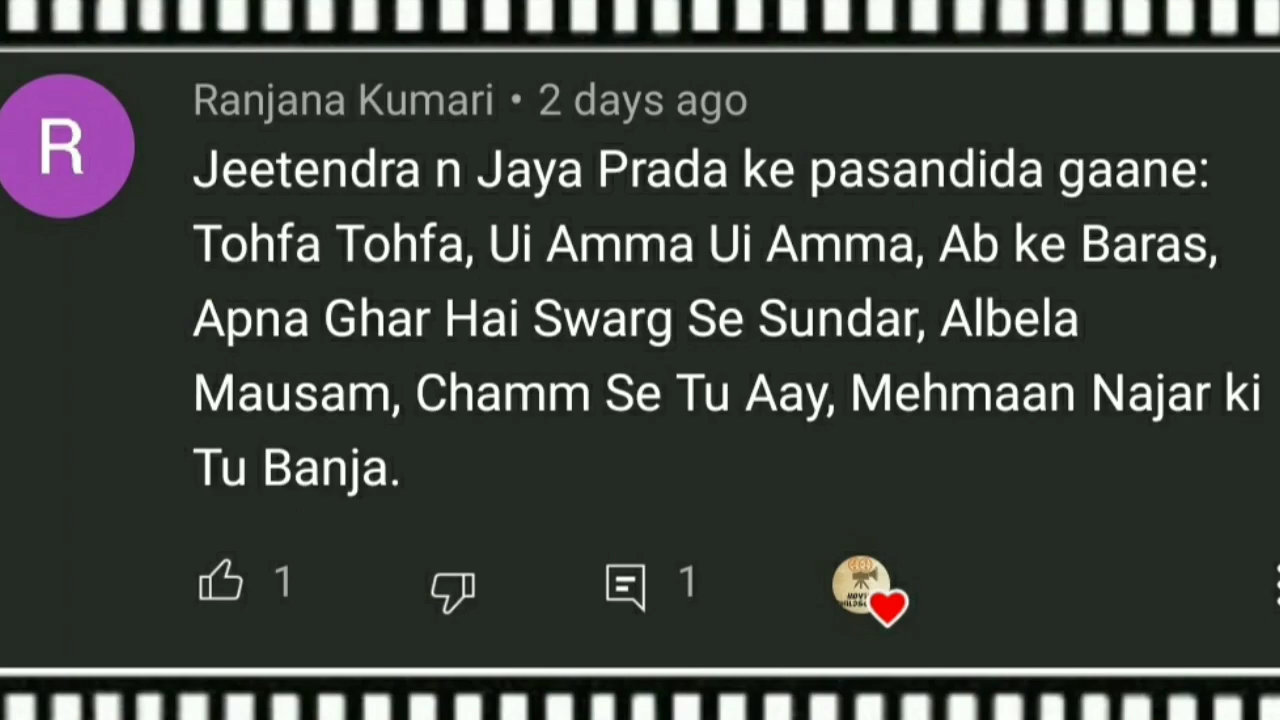 R
Ranjana Kumari • 2 days ago
Jeetendra n Jaya Prada ke pasandida gaane:
Tohfa Tohfa, Ui Amma Ui Amma, Ab ke Baras,
Apna Ghar Hai Swarg Se Sundar, Albela
Mausam, Chamm Se Tu Aay, Mehmaan Najar ki
Tu Banja.
1
1